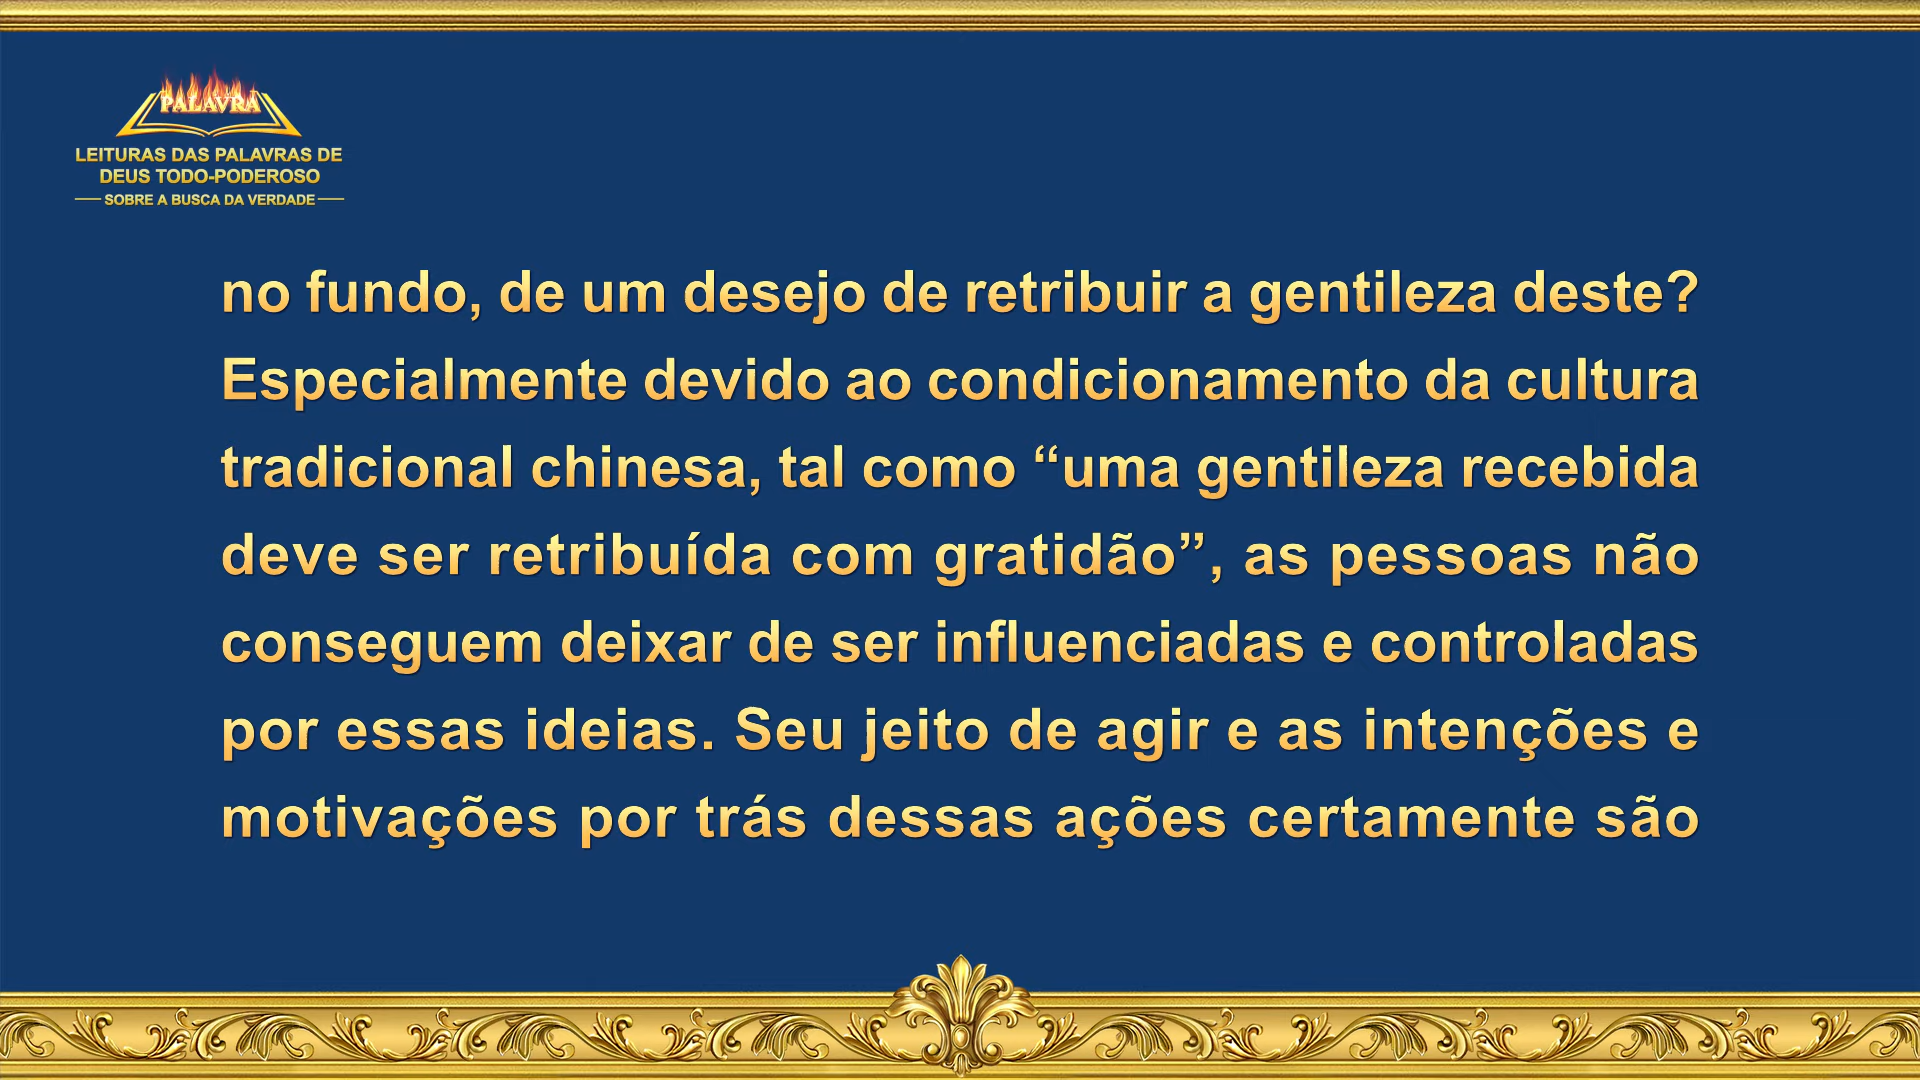 PALAVRA
LEITURAS DAS PALAVRAS DE
DEUS TODO-PODEROSO
SOBRE A BUSCA DA VERDADE
no fundo, de um desejo de retribuir a gentileza deste?
Especialmente devido ao condicionamento da cultura
tradicional chinesa, tal como “uma gentileza recebida
deve ser retribuída com gratidão”, as pessoas não
conseguem deixar de ser influenciadas e controladas
por essas ideias. Seu jeito de agir e as intenções e
motivações por trás dessas ações certamente são